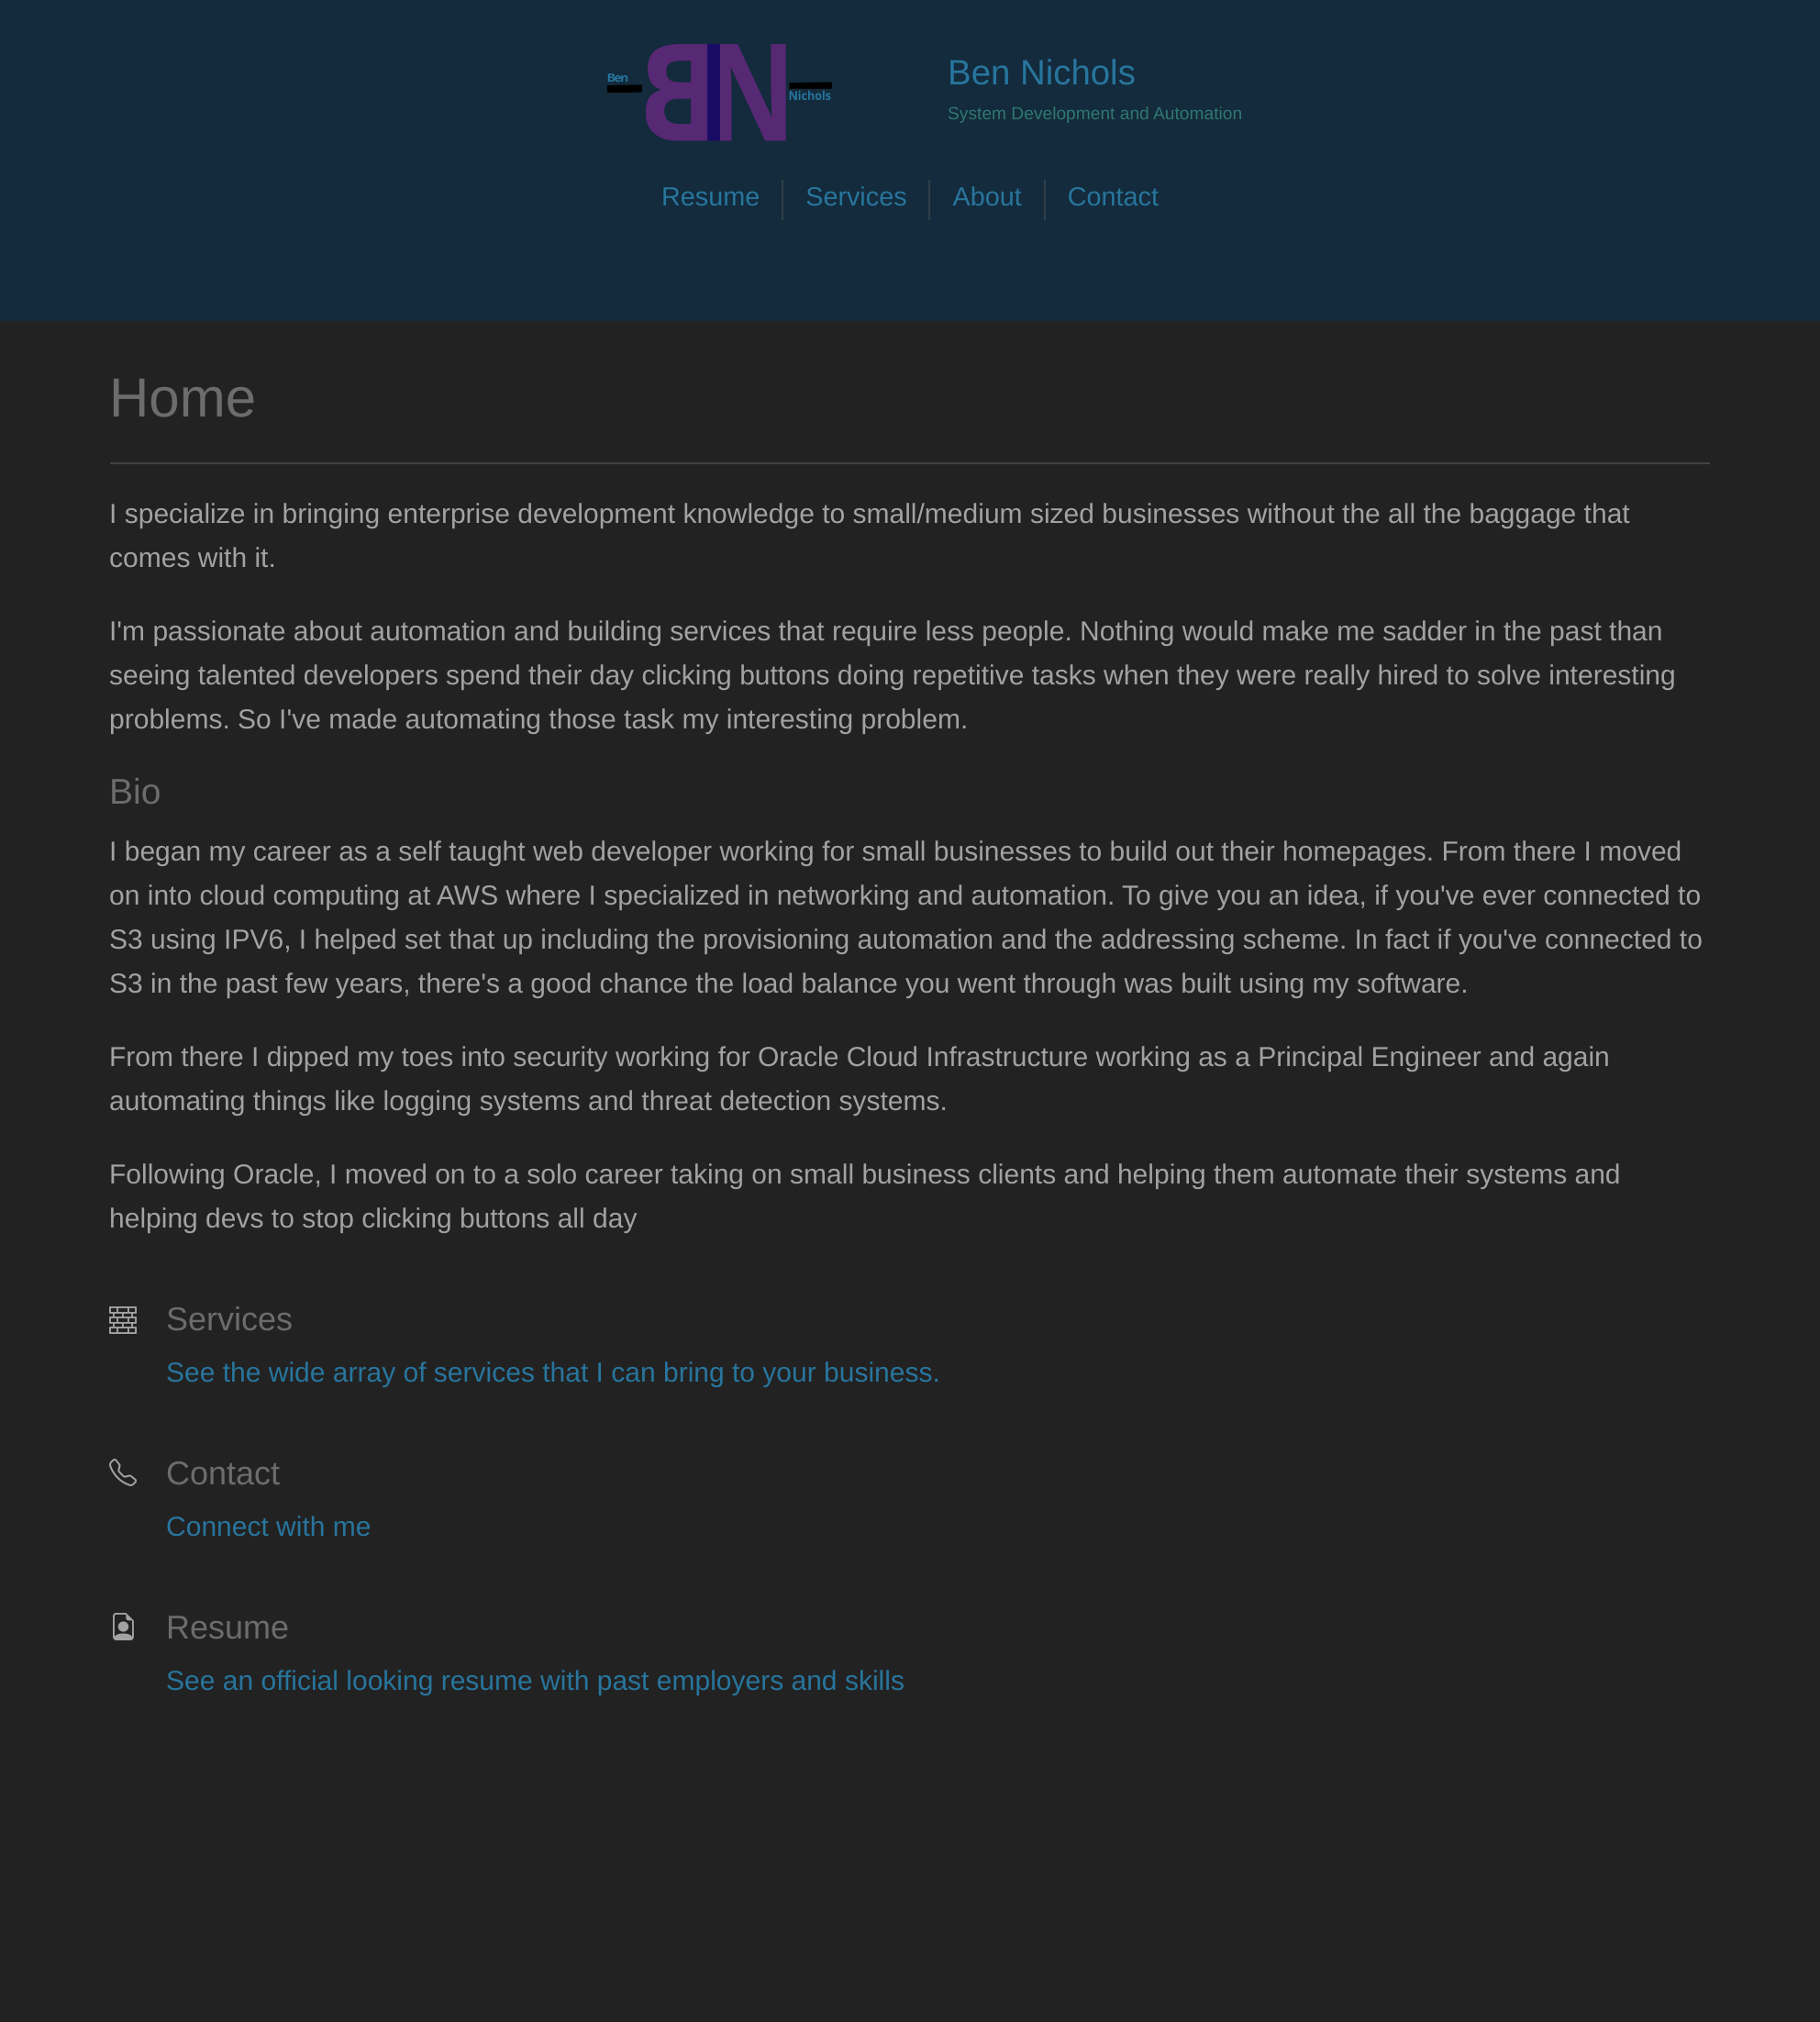 Ben
BN
Nichols
Ben Nichols
System Development and Automation
Resume
Services
About
Contact
Home
I specialize in bringing enterprise development knowledge to small/medium sized businesses without the all the baggage that
comes with it.
I'm passionate about automation and building services that require less people. Nothing would make me sadder in the past than
seeing talented developers spend their day clicking buttons doing repetitive tasks when they were really hired to solve interesting
problems. So I've made automating those task my interesting problem.
Bio
I began my career as a self taught web developer working for small businesses to build out their homepages. From there I moved
on into cloud computing at AWS where I specialized in networking and automation. To give you an idea, if you've ever connected to
S3 using IPV6, I helped set that up including the provisioning automation and the addressing scheme. In fact if you've connected to
S3 in the past few years, there's a good chance the load balance you went through was built using my software.
From there I dipped my toes into security working for Oracle Cloud Infrastructure working as a Principal Engineer and again
automating things like logging systems and threat detection systems.
Following Oracle, I moved on to a solo career taking on small business clients and helping them automate their systems and
helping devs to stop clicking buttons all day
Services
See the wide array of services that I can bring to your business.
Contact
Connect with me
Resume
See an official looking resume with past employers and skills